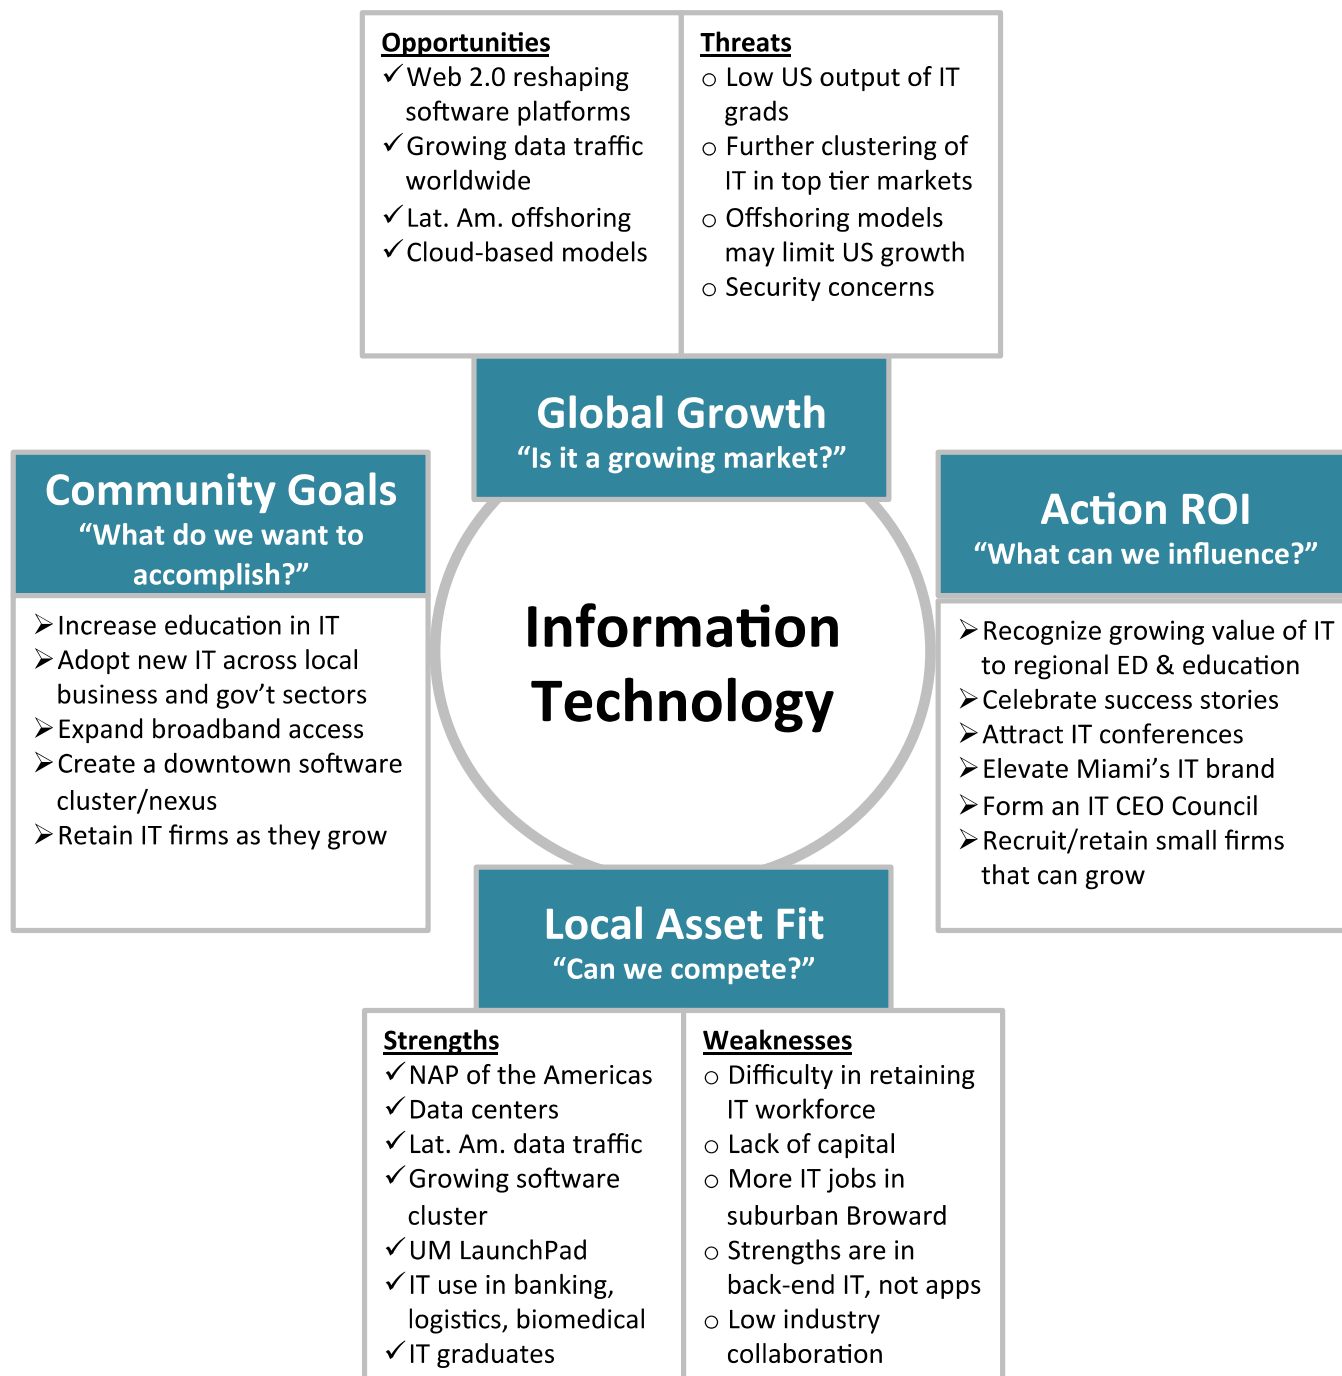 Opportunities
✓ Web 2.0 reshaping
software platforms
✓ Growing data traffic
worldwide
✓ Lat. Am. offshoring
✓ Cloud-based models
Threats
o Low US output of IT
grads
o Further clustering of
IT in top tier markets
o Offshoring models
may limit US growth
o Security concerns
Global Growth
“Is it a growing market?”
Community Goals
“What do we want to
accomplish?”
➢ Increase education in IT
➢ Adopt new IT across local
business and gov’t sectors
➢ Expand broadband access
➢ Create a downtown software
cluster/nexus
➢ Retain IT firms as they grow
Information
Technology
Action ROI
“What can we influence?”
➢ Recognize growing value of IT
to regional ED & education
➢ Celebrate success stories
➢ Attract IT conferences
➢ Elevate Miami’s IT brand
➢ Form an IT CEO Council
➢ Recruit/retain small firms
that can grow
Local Asset Fit
“Can we compete?”
Strengths
✓ NAP of the Americas
✓ Data centers
✓ Lat. Am. data traffic
✓ Growing software
cluster
✓ UM LaunchPad
✓ IT use in banking,
logistics, biomedical
✓ IT graduates
Weaknesses
o Difficulty in retaining
IT workforce
o Lack of capital
o More IT jobs in
suburban Broward
o Strengths are in
back-end IT, not apps
o Low industry
collaboration